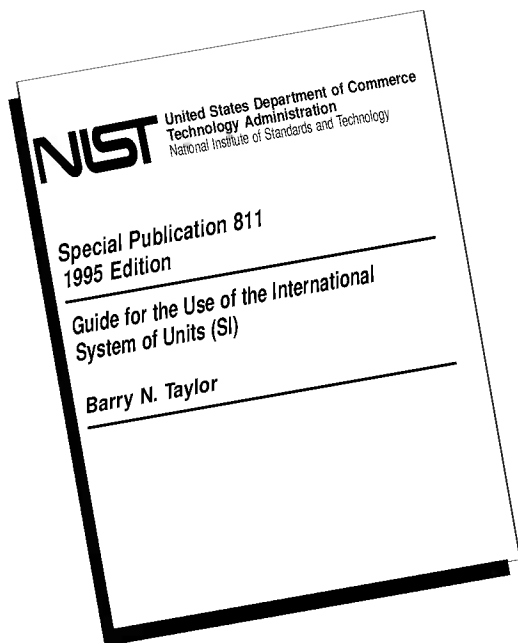 NIST
United States Department of Commerce
Technology Administration
National Institute of Standards and Technology
Special Publication 811
1995 Edition
Guide for the Use of the International
System of Units (SI)
Barry N. Taylor